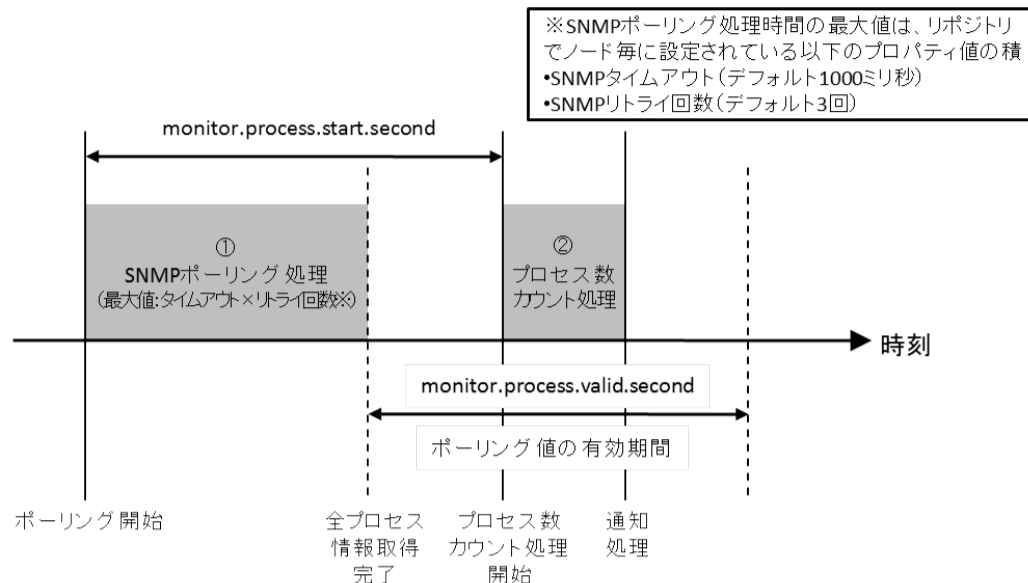 ※SNMPポーリング処理時間の最大値は、リポジトリ
でノード毎に設定されている以下のプロパティ値の積
•SNMPタイムアウト(デフォルト1000ミリ秒)
•SNMPリトライ回数(デフォルト3回)
monitor.process.start.second
①
SNMPポーリング処理
(最大値:タイムアウト×リトライ回数※)
②
プロセス数
カウント処理
時刻
monitor.process.valid.second
ポーリング値の有効期間
ポーリング開始
全プロセス
情報取得
完了
プロセス数
カウント処理
開始
通知
処理